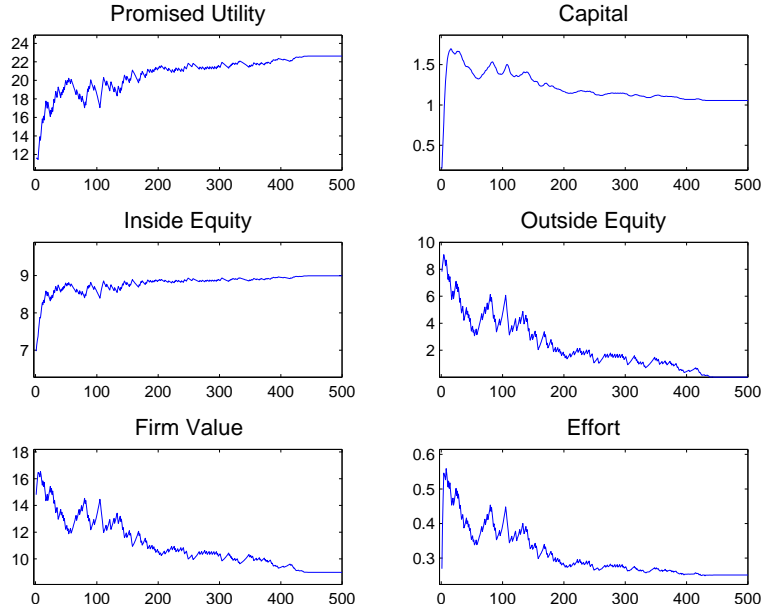 Promised Utility
24
22
20
18
16
14
12
0 100 200 300 400 500
Capital
1.5
1
0.5
0 100 200 300 400 500
Inside Equity
9
8
7
0 100 200 300 400 500
Outside Equity
10
8
6
4
2
0 100 200 300 400 500
Firm Value
18
16
14
12
10
0 100 200 300 400 500
Effort
0.6
0.5
0.4
0.3
0 100 200 300 400 500